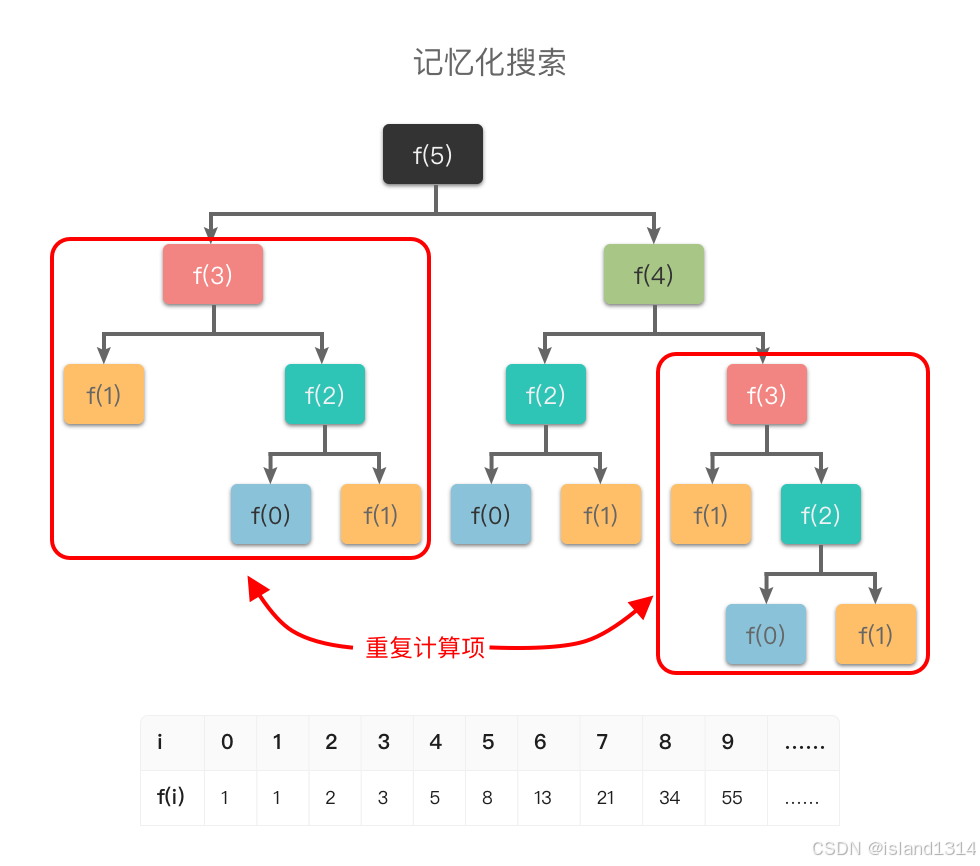 记忆化搜索
f(5)
f(3) f(4)
f(1) f(2) f(2) f(3)
f(0) f(1) f(0) f(1) f(1) f(2)
f(0) f(1)
重复计算项
i 0 1 2 3 4 5 6 7 8 9 ……
f(i) 1 1 2 3 5 8 13 21 34 55 ……
CSDN @island1314